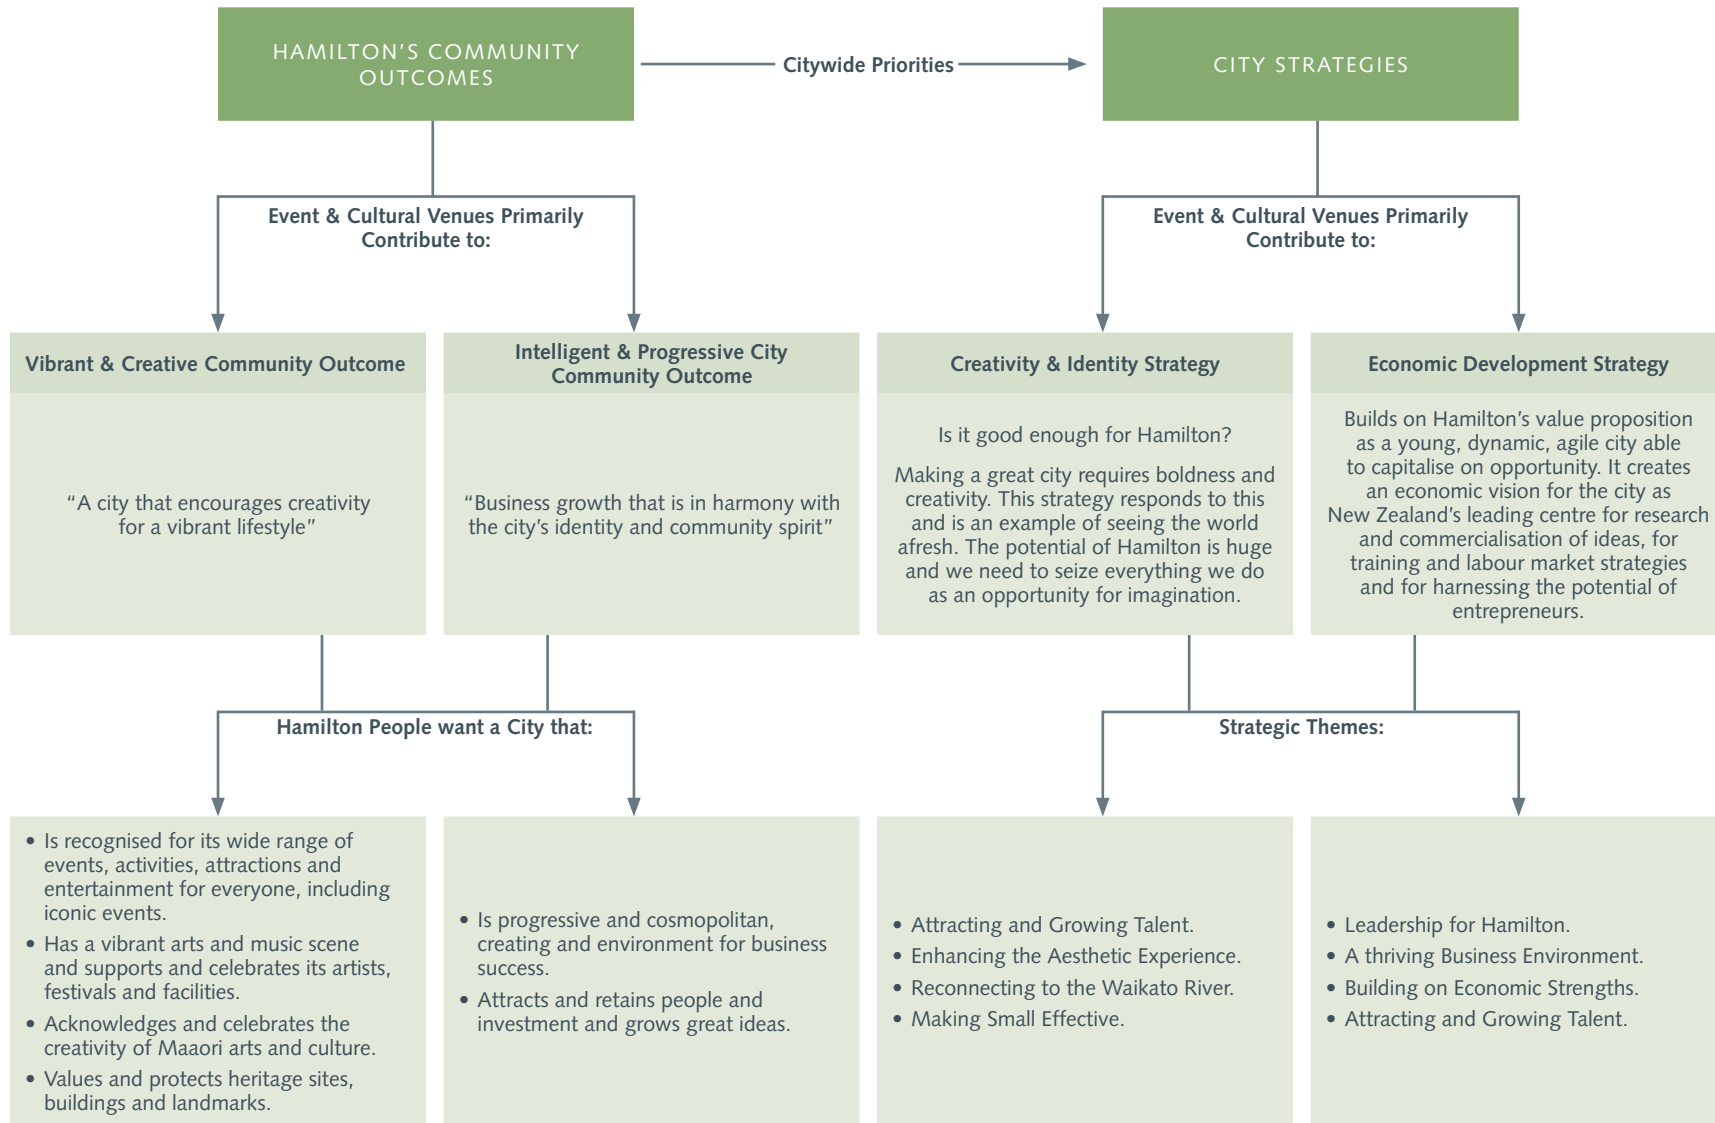 HAMILTON’S COMMUNITY
OUTCOMES
Citywide Priorities
CITY STRATEGIES
Event & Cultural Venues Primarily
Contribute to:
Event & Cultural Venues Primarily
Contribute to:
Vibrant & Creative Community Outcome
“A city that encourages creativity
for a vibrant lifestyle”
Intelligent & Progressive City
Community Outcome
“Business growth that is in harmony with
the city’s identity and community spirit”
Creativity & Identity Strategy
Is it good enough for Hamilton?
Making a great city requires boldness and
creativity. This strategy responds to this
and is an example of seeing the world
afresh. The potential of Hamilton is huge
and we need to seize everything we do
as an opportunity for imagination.
Economic Development Strategy
Builds on Hamilton’s value proposition
as a young, dynamic, agile city able
to capitalise on opportunity. It creates
an economic vision for the city as
New Zealand’s leading centre for research
and commercialisation of ideas, for
training and labour market strategies
and for harnessing the potential of
entrepreneurs.
Hamilton People want a City that:
Strategic Themes:
• Is recognised for its wide range of
events, activities, attractions and
entertainment for everyone, including
iconic events.
• Has a vibrant arts and music scene
and supports and celebrates its artists,
festivals and facilities.
• Acknowledges and celebrates the
creativity of Maaori arts and culture.
• Values and protects heritage sites,
buildings and landmarks.
• Is progressive and cosmopolitan,
creating and environment for business
success.
• Attracts and retains people and
investment and grows great ideas.
• Attracting and Growing Talent.
• Enhancing the Aesthetic Experience.
• Reconnecting to the Waikato River.
• Making Small Effective.
• Leadership for Hamilton.
• A thriving Business Environment.
• Building on Economic Strengths.
• Attracting and Growing Talent.